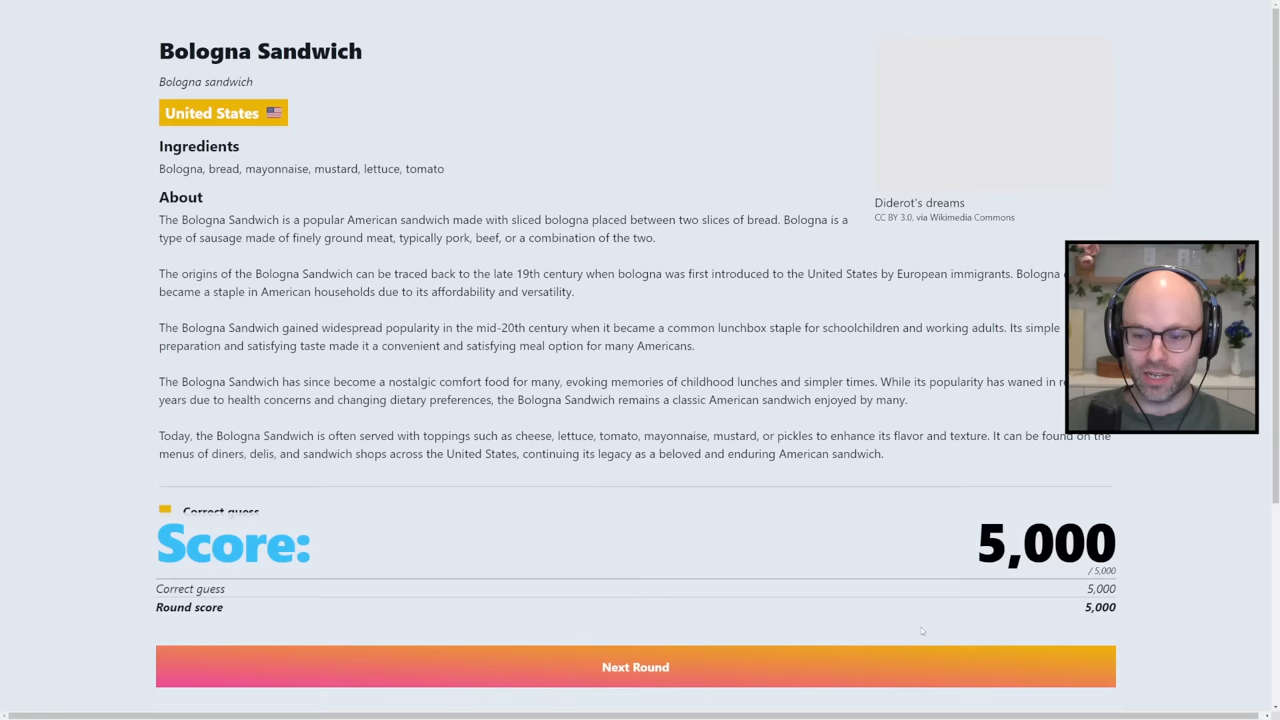 Bologna Sandwich
Bologna sandwich
United States
Ingredients
Bologna, bread, mayonnaise, mustard, lettuce, tomato
About
The Bologna Sandwich is a popular American sandwich made with sliced bologna placed between two slices of bread. Bologna is a
type of sausage made of finely ground meat, typically pork, beef, or a combination of the two.
Diderot's dreams
CC BY 3.0, via Wikimedia Commons
The origins of the Bologna Sandwich can be traced back to the late 19th century when bologna was first introduced to the United States by European immigrants. Bologna
became a staple in American households due to its affordability and versatility.
The Bologna Sandwich gained widespread popularity in the mid-20th century when it became a common lunchbox staple for schoolchildren and working adults. Its simple
preparation and satisfying taste made it a convenient and satisfying meal option for many Americans.
The Bologna Sandwich has since become a nostalgic comfort food for many, evoking memories of childhood lunches and simpler times. While its popularity has waned in
years due to health concerns and changing dietary preferences, the Bologna Sandwich remains a classic American sandwich enjoyed by many.
Today, the Bologna Sandwich is often served with toppings such as cheese, lettuce, tomato, mayonnaise, mustard, or pickles to enhance its flavor and texture. It can be found on the
menus of diners, delis, and sandwich shops across the United States, continuing its legacy as a beloved and enduring American sandwich.
Correct guess
Score:
5,000
/ 5,000
Correct guess 5,000
Round score 5,000
Next Round